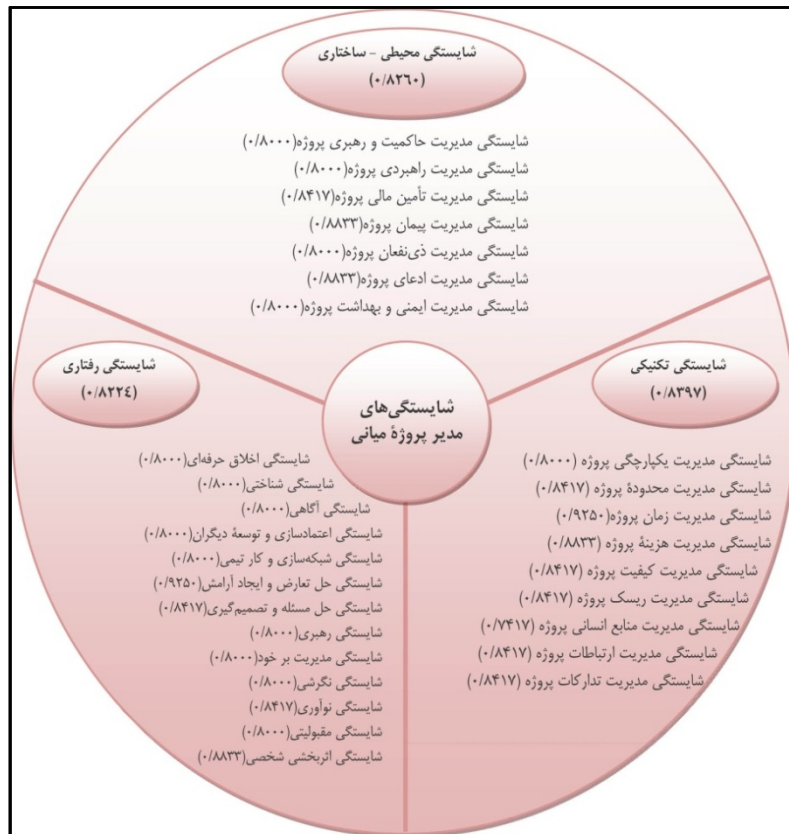 شایستگی محیطی - ساختاری
(۰/۸۲٦۰)
شایستگی مدیریت حاکمیت و رهبری پروژه(۰/۸۰۰۰)
شایستگی مدیریت راهبردی پروژه(۰/۸۰۰۰)
شایستگی مدیریت تأمین مالی پروژه(۰/۸۴۱۷)
شایستگی مدیریت پیمان پروژه(۰/۸۸۳۳)
شایستگی مدیریت ذی‌نفعان پروژه(۰/۸۰۰۰)
شایستگی مدیریت ادعای پروژه(۰/۸۸۳۳)
شایستگی مدیریت ایمنی و بهداشت پروژه(۰/۸۰۰۰)
شایستگی تکنیکی
(۰/۸۳۹۷)
شایستگی مدیریت یکپارچگی پروژه (۰/۸۰۰۰)
شایستگی مدیریت محدودۀ پروژه (۰/۸۴۱۷)
شایستگی مدیریت زمان پروژه(۰/۹۲۵۰)
شایستگی مدیریت هزینۀ پروژه (۰/۸۸۳۳)
شایستگی مدیریت کیفیت پروژه (۰/۸۴۱۷)
شایستگی مدیریت ریسک پروژه (۰/۸۴۱۷)
شایستگی مدیریت منابع انسانی پروژه (۰/۷۴۱۷)
شایستگی مدیریت ارتباطات پروژه (۰/۸۴۱۷)
شایستگی مدیریت تدارکات پروژه (۰/۸۴۱۷)
شایستگی‌های
مدیر پروژۀ میانی
شایستگی رفتاری
(۰/۸۲۲٤)
شایستگی اخلاق حرفه‌ای(۰/۸۰۰۰)
شایستگی شناختی(۰/۸۰۰۰)
شایستگی آگاهی(۰/۸۰۰۰)
شایستگی اعتمادسازی و توسعۀ دیگران(۰/۸۰۰۰)
شایستگی شبکه‌سازی و کار تیمی(۰/۸۰۰۰)
شایستگی حل تعارض و ایجاد آرامش(۰/۹۲۵۰)
شایستگی حل مسئله و تصمیم‌گیری(۰/۸۴۱۷)
شایستگی رهبری(۰/۸۰۰۰)
شایستگی مدیریت بر خود(۰/۸۰۰۰)
شایستگی نگرشی(۰/۸۰۰۰)
شایستگی نوآوری(۰/۸۴۱۷)
شایستگی مقبولیتی(۰/۸۰۰۰)
شایستگی اثربخشی شخصی(۰/۸۸۳۳)